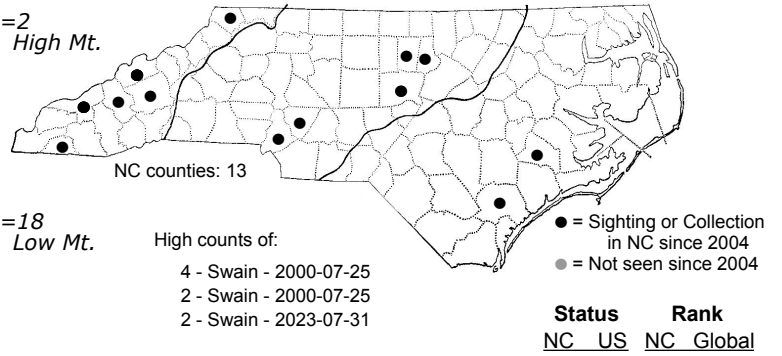 =2
High Mt.
NC counties: 13
=18
Low Mt.
High counts of:
4 - Swain - 2000-07-25
2 - Swain - 2000-07-25
2 - Swain - 2023-07-31
● = Sighting or Collection
in NC since 2004
● = Not seen since 2004
Status Rank
NC US NC Global